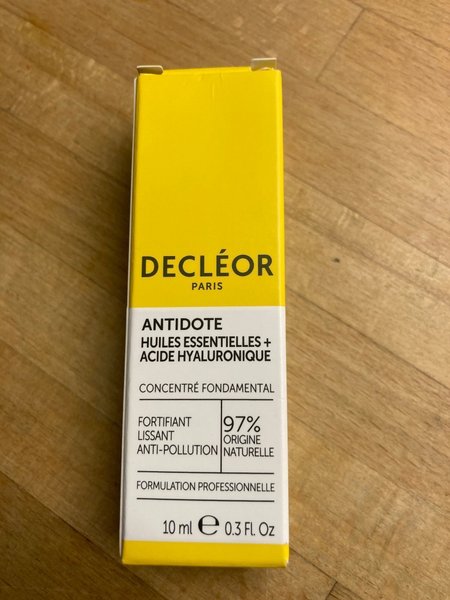 DECLÉOR
PARIS
ANTIDOTE
HUILES ESSENTIELLES +
ACIDE HYALURONIQUE
CONCENTRÉ FONDAMENTAL
FORTIFIANT
LISSANT
ANTI-POLLUTION
97%
ORIGINE
NATURELLE
FORMULATION PROFESSIONNELLE
10 ml ℮ 0.3 Fl. Oz